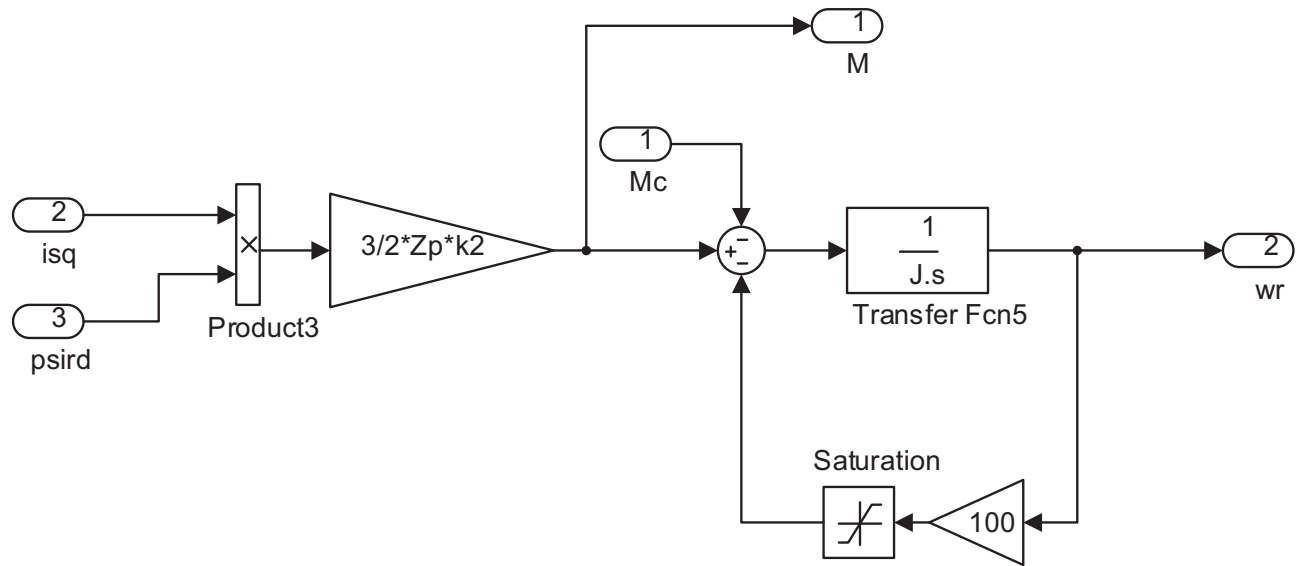 1
M
1
Mc
2
isq
×
3/2*Zp*k2
+
−
−
1
J.s
Transfer Fcn5
2
wr
3
psird
Product3
Saturation
100